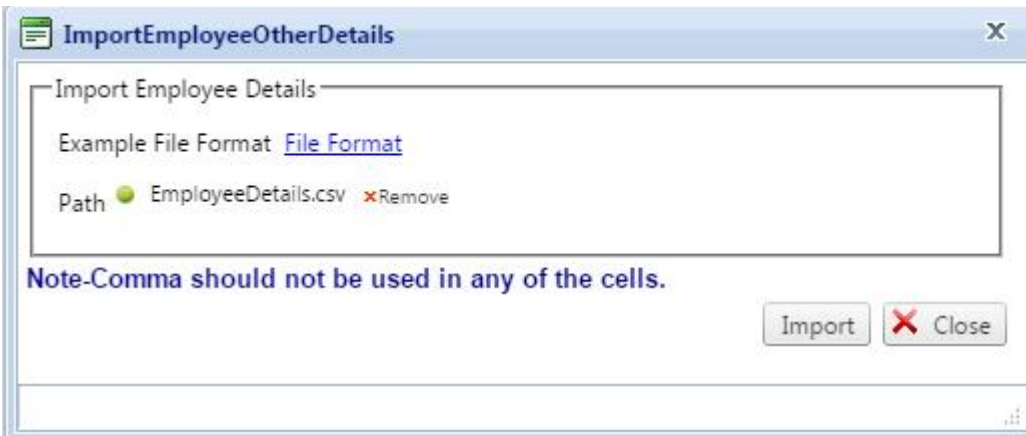 ImportEmployeeOtherDetails
Import Employee Details
Example File Format File Format
Path EmployeeDetails.csv Remove
Note-Comma should not be used in any of the cells.
Import Close